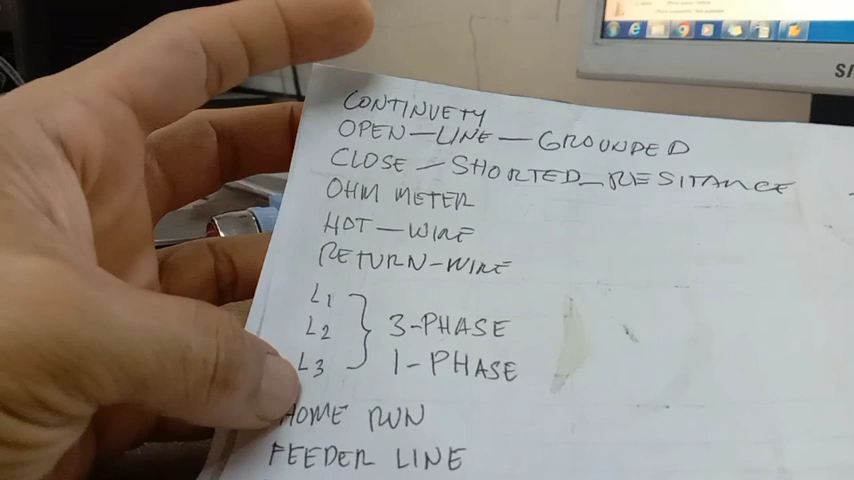 CONTINUETY
OPEN—LINE—GROUNDED
CLOSE—SHORTED—RESITANCE
OHM METER
HOT—WIRE
RETURN-WIRE
L1
L2 3-PHASE
L3 1-PHASE
HOME RUN
FEEDER LINE